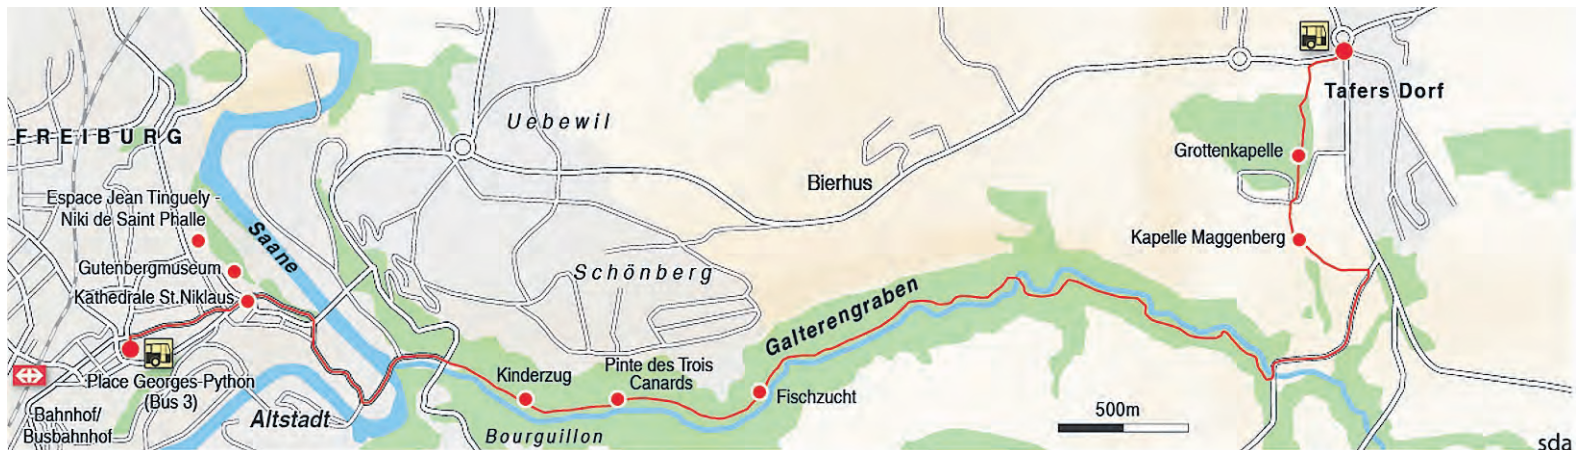 FREIBURG
Espace Jean Tinguely -
Niki de Saint Phalle
Gutenbergmuseum
Kathedrale St.Niklaus
Place Georges-Python
(Bus 3)
Bahnhof/
Busbahnhof
Altstadt
Saane
Uebewil
Schönberg
Bierhus
Kinderzug
Pinte des Trois
Canards
Bourguillon
Fischzucht
Galterengraben
Tafers Dorf
Grottenkapelle
Kapelle Maggenberg
500m
sda